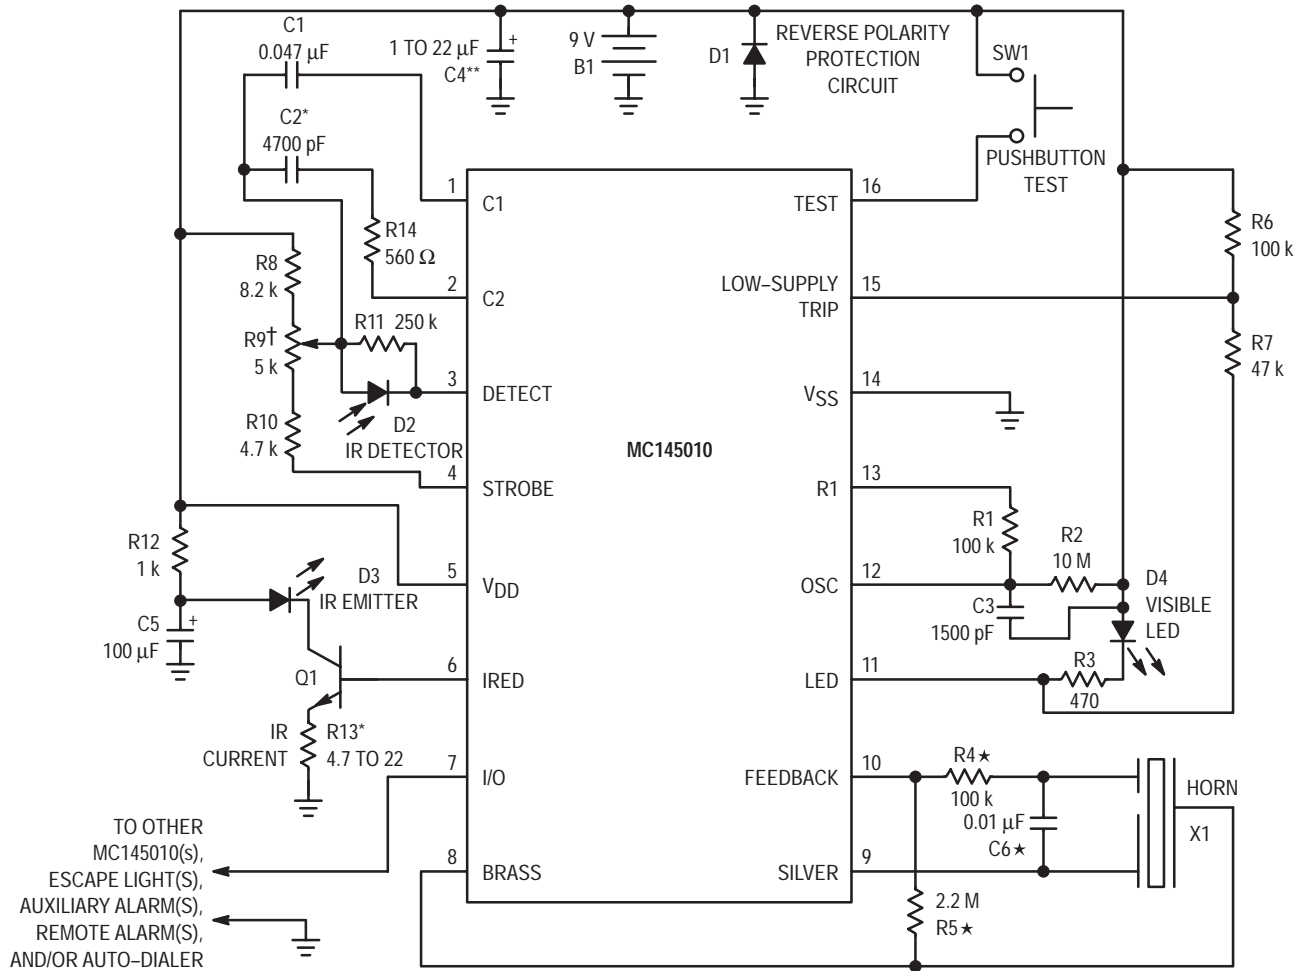 C1
0.047 μF
1 TO 22 μF
+
C4**
9 V
B1
D1
REVERSE POLARITY
PROTECTION
CIRCUIT
SW1
PUSHBUTTON
TEST
C2*
4700 pF
R14
560 Ω
R8
8.2 k
R9†
5 k
R10
4.7 k
R11 250 k
D2
IR DETECTOR
R12
1 k
C5
+
100 μF
D3
IR EMITTER
Q1
IR
CURRENT
R13*
4.7 TO 22
TO OTHER
MC145010(s),
ESCAPE LIGHT(S),
AUXILIARY ALARM(S),
REMOTE ALARM(S),
AND/OR AUTO–DIALER
MC145010
1
C1
2
C2
3
DETECT
4
STROBE
5
VDD
6
IRED
7
I/O
8
BRASS
16
TEST
15
LOW–SUPPLY
TRIP
14
VSS
13
R1
12
OSC
11
LED
10
FEEDBACK
9
SILVER
R6
100 k
R7
47 k
R1
100 k
R2
10 M
C3
1500 pF
D4
VISIBLE
LED
R3
470
R4★
100 k
0.01 μF
C6★
2.2 M
R5★
HORN
X1